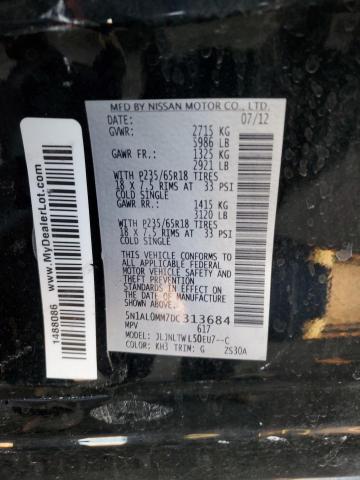 MFD BY NISSAN MOTOR CO., LTD.
DATE: 07/12
GVWR: 2715 KG
5986 LB
GAWR FR.: 1325 KG
2921 LB
WITH P235/65R18 TIRES
18 X 7.5 RIMS AT 33 PSI
COLD SINGLE
GAWR RR.: 1415 KG
3120 LB
WITH P235/65R18 TIRES
18 X 7.5 RIMS AT 33 PSI
COLD SINGLE
THIS VEHICLE CONFORMS TO
ALL APPLICABLE FEDERAL
MOTOR VEHICLE SAFETY
THEFT PREVENTION
STANDARDS IN EFFECT ON
THE DATE OF MANUFACTURE
SHOWN ABOVE.
5N1AL0MM7DC313684
MPV 617
MODEL: JLJNLTWL50EU7--C
COLOR: KH3 TRIM: G 2S30A
www.MyDealerLot.com
1488086